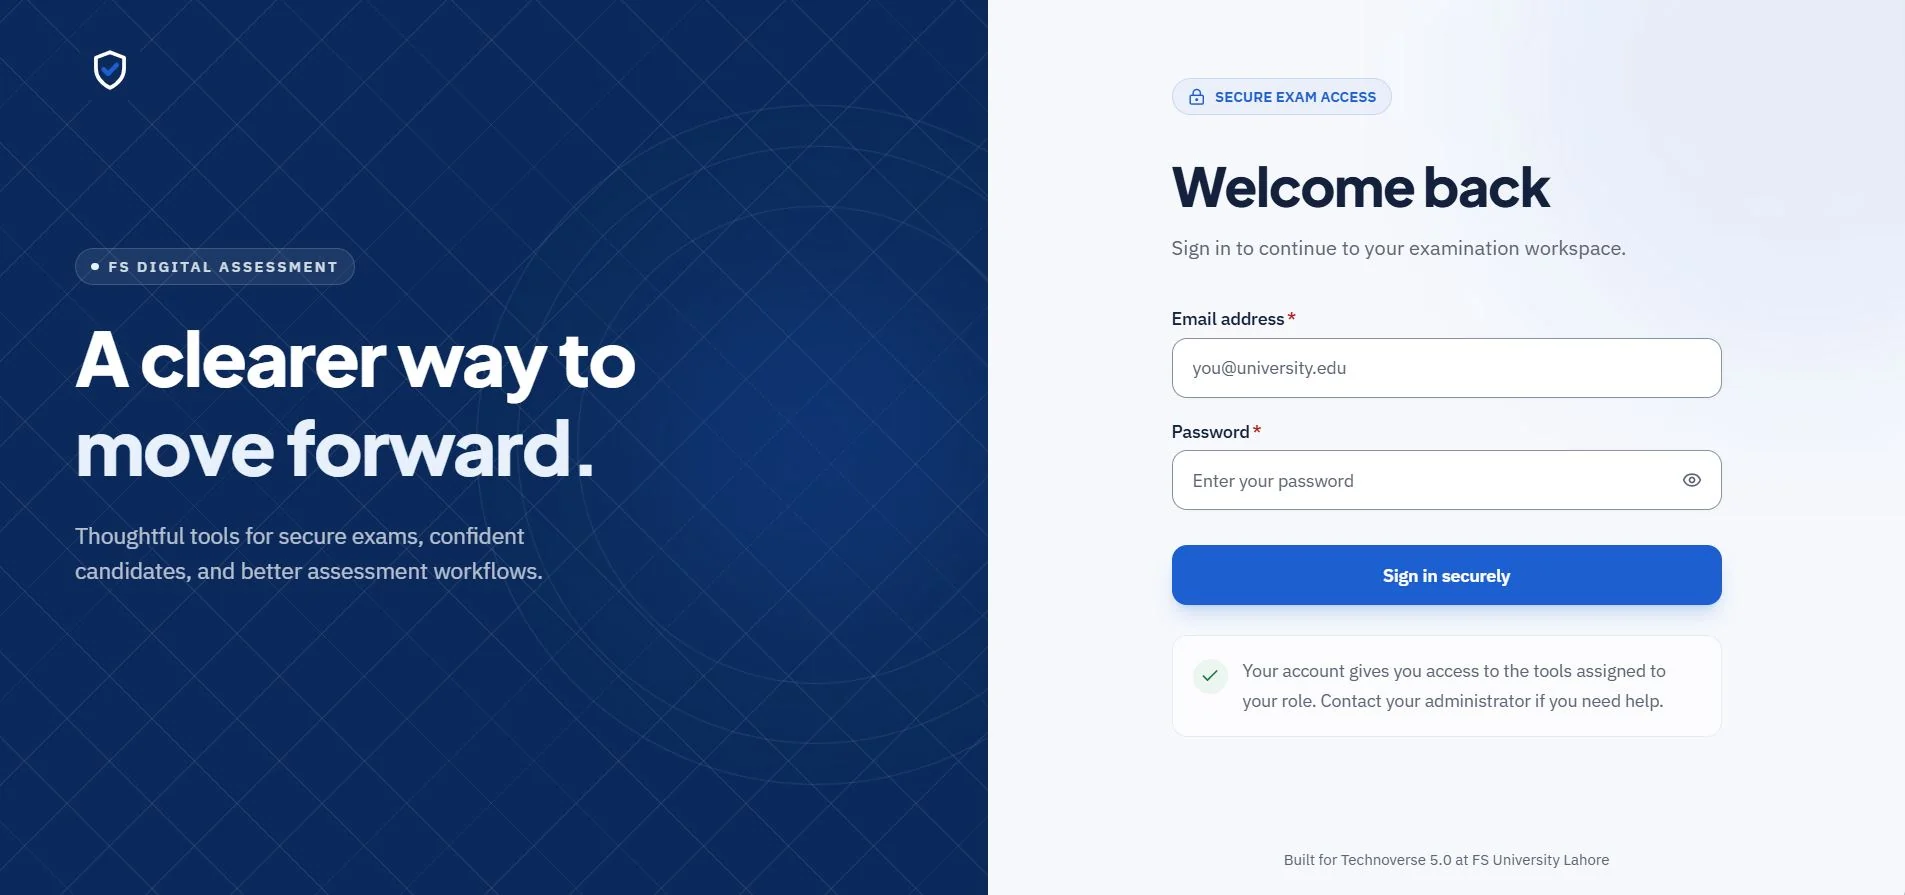 FS DIGITAL ASSESSMENT
A clearer way to
move forward.
Thoughtful tools for secure exams, confident
candidates, and better assessment workflows.
SECURE EXAM ACCESS
Welcome back
Sign in to continue to your examination workspace.
Email address *
you@university.edu
Password *
Enter your password
Sign in securely
Your account gives you access to the tools assigned to
your role. Contact your administrator if you need help.
Built for Technoverse 5.0 at FS University Lahore